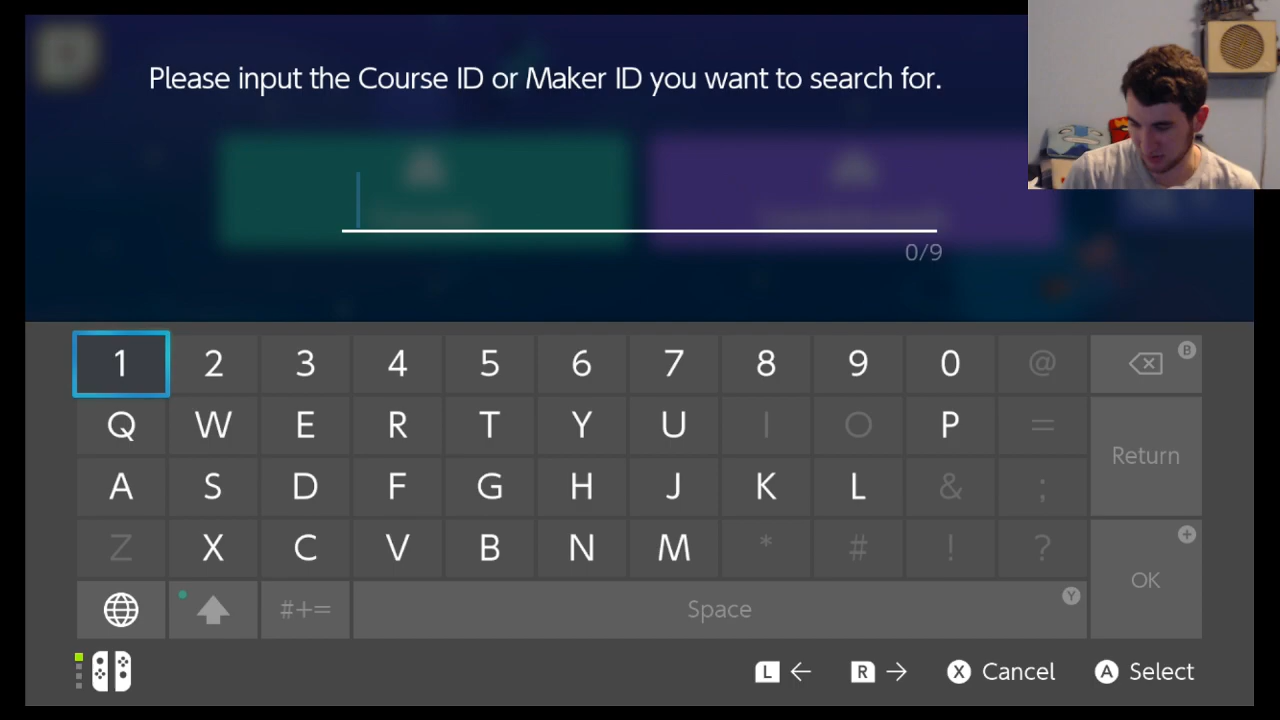 Please input the Course ID or Maker ID you want to search for.
0/9
1 2 3 4 5 6 7 8 9 0 @ B
Q W E R T Y U I O P = Return
A S D F G H J K L & ;
Z X C V B N M * # ! ? + OK
#+= Space Y
L ← R → X Cancel A Select